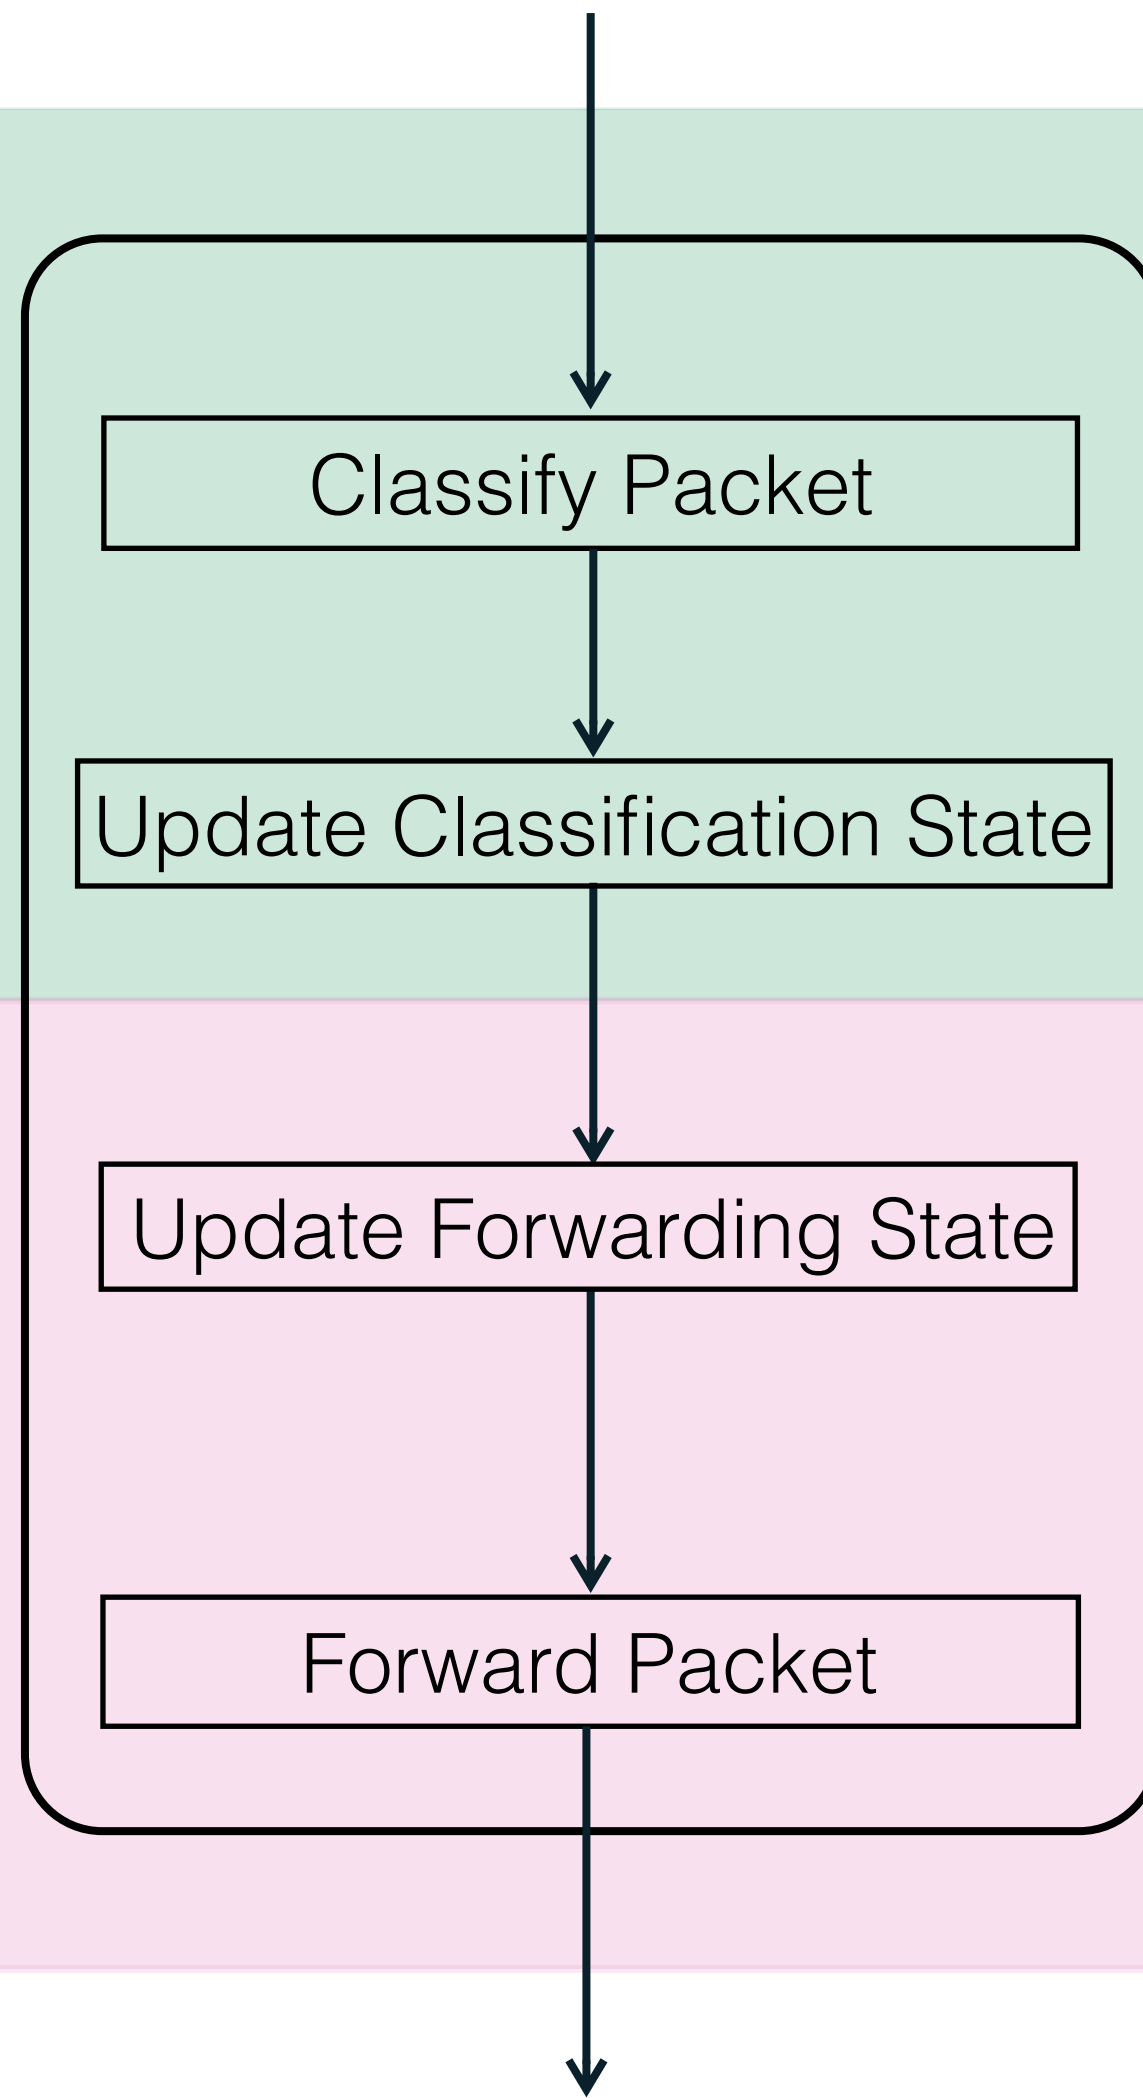 Classify Packet
Update Classification State
Update Forwarding State
Forward Packet